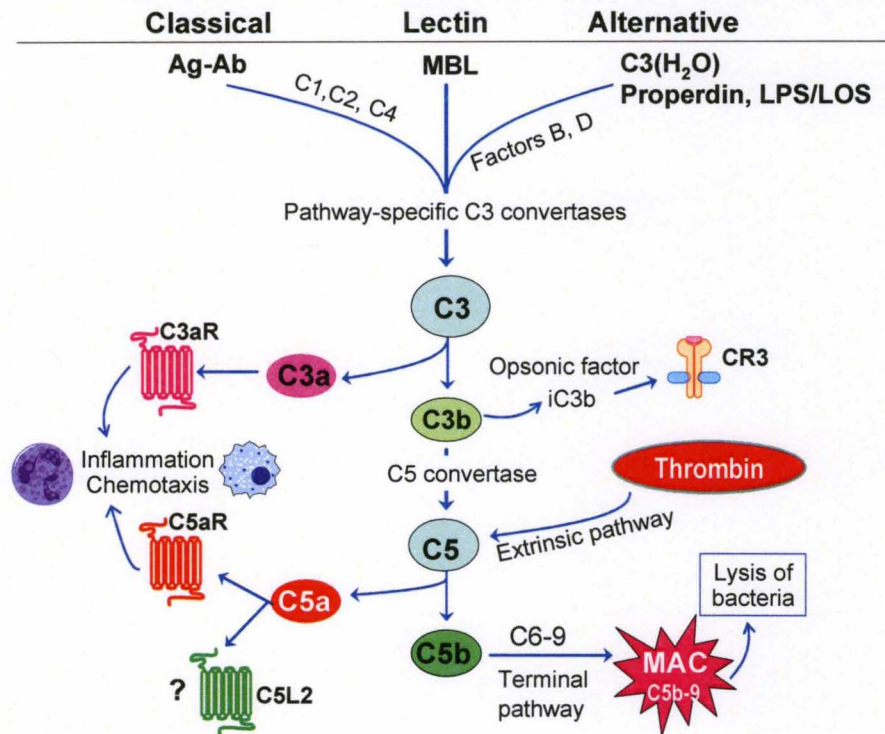 Classical Lectin Alternative
Ag-Ab MBL C3(H₂O)
Properdin, LPS/LOS
C1,C2, C4
Factors B, D
Pathway-specific C3 convertases
C3
C3aR
C3a
Opsonic factor
iC3b
CR3
C3b
Inflammation
Chemotaxis
C5 convertase
Thrombin
C5aR
C5
Extrinsic pathway
C5a
Lysis of
bacteria
C5b
C6-9
Terminal
pathway
MAC
C5b-9
? C5L2